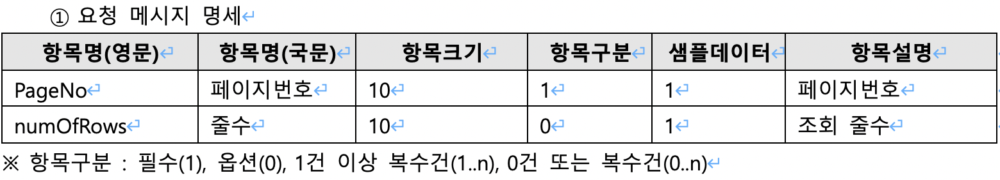 ① 요청 메시지 명세
항목명(영문) 항목명(국문) 항목크기 항목구분 샘플데이터 항목설명
PageNo 페이지번호 10 1 1 페이지번호
numOfRows 줄수 10 0 1 조회 줄수
※ 항목구분 : 필수(1), 옵션(0), 1건 이상 복수건(1..n), 0건 또는 복수건(0..n)